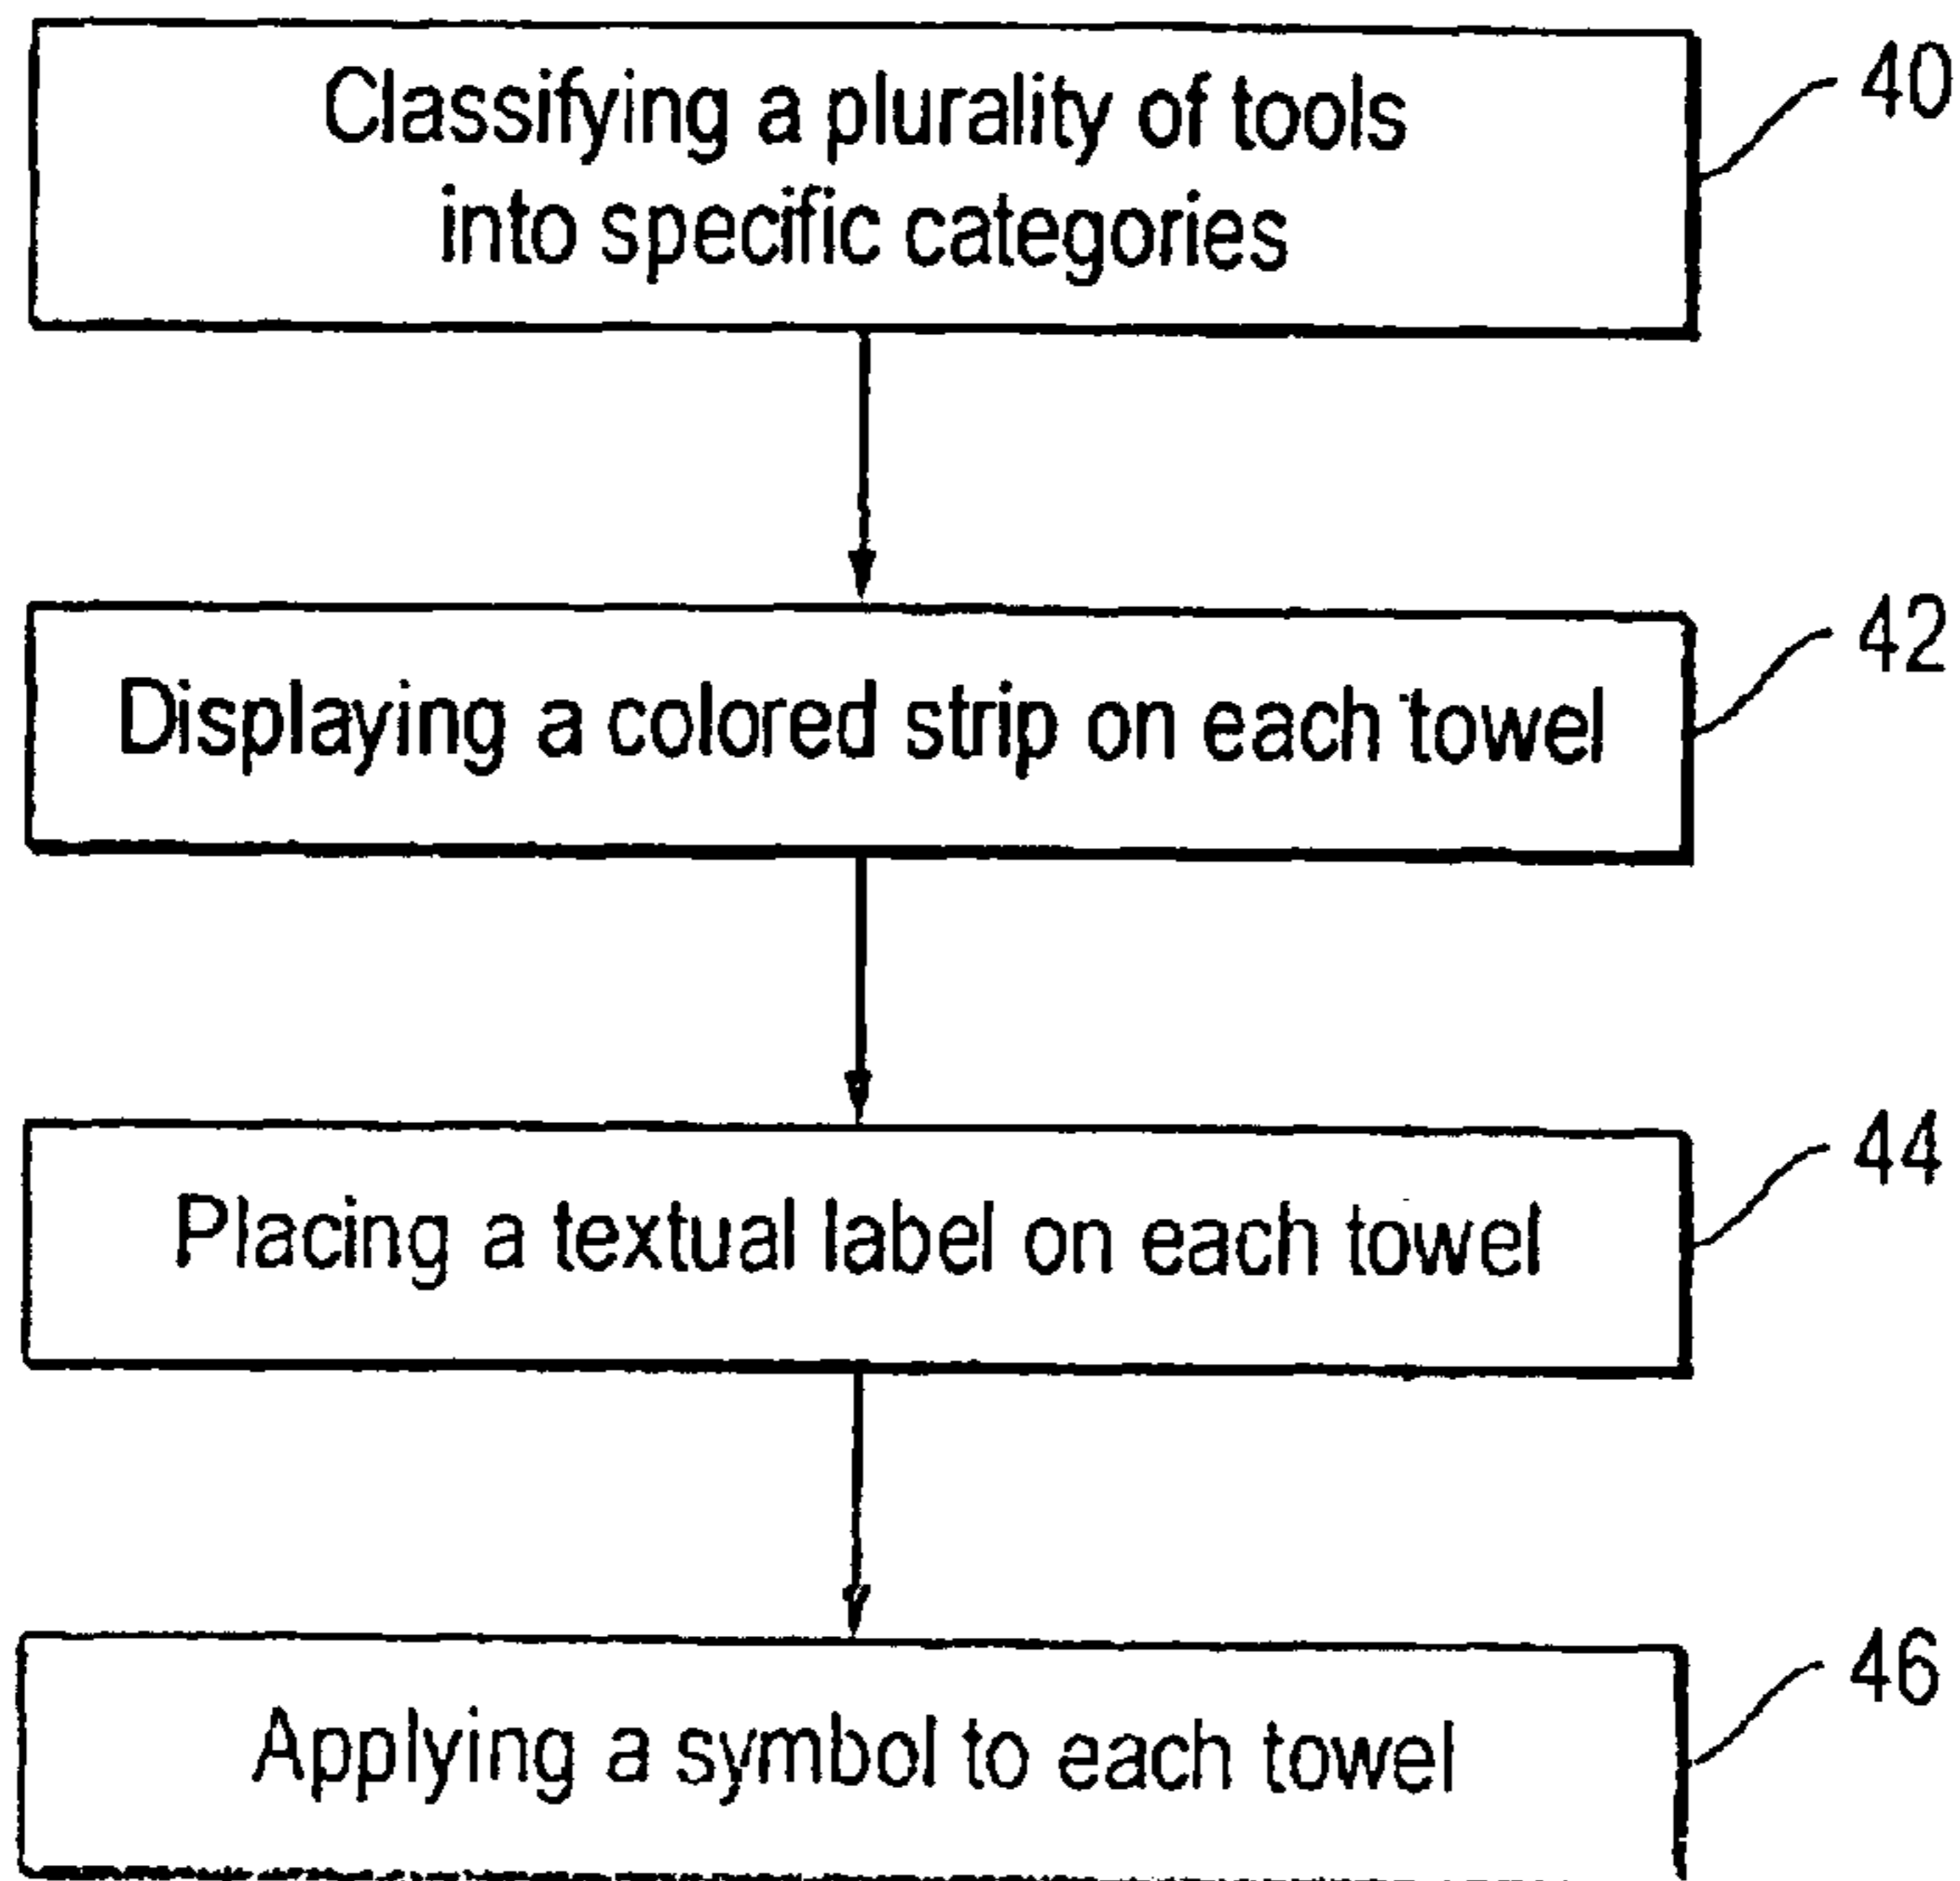 Classifying a plurality of tools
into specific categories
40
Displaying a colored strip on each towel
42
Placing a textual label on each towel
44
Applying a symbol to each towel
46